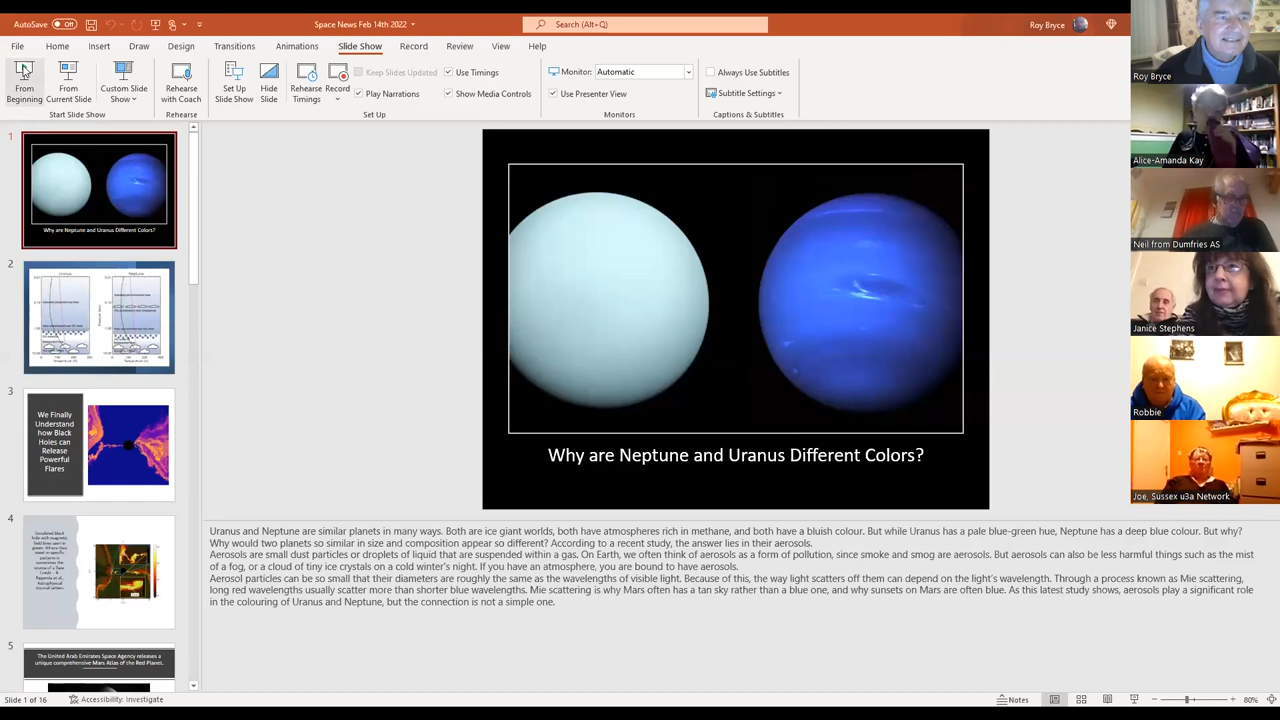 AutoSave Off
Space News Feb 14th 2022
Search (Alt+Q)
Roy Bryce
File Home Insert Draw Design Transitions Animations Slide Show Record Review View Help
From Beginning
From Current Slide
Custom Slide Show
Start Slide Show
Rehearse with Coach
Rehearse
Set Up Slide Show
Hide Slide
Rehearse Timings
Record
Keep Slides Updated
Play Narrations
Use Timings
Show Media Controls
Set Up
Monitor: Automatic
Use Presenter View
Monitors
Always Use Subtitles
Subtitle Settings
Captions & Subtitles
1
Why are Neptune and Uranus Different Colors?
2
Uranus
Neptune
3
We Finally
Understand
how Black
Holes can
Release
Powerful
Flares
4
5
The United Arab Emirates Space Agency releases a
unique comprehensive Mars Atlas of the Red Planet.
Why are Neptune and Uranus Different Colors?
Uranus and Neptune are similar planets in many ways. Both are ice giant worlds, both have atmospheres rich in methane, and both have a bluish colour. But while Uranus has a pale blue-green hue, Neptune has a deep blue colour. But why?
Why would two planets so similar in size and composition appear so different? According to a recent study, the answer lies in their aerosols.
Aerosols are small dust particles or droplets of liquid that are suspended within a gas. On Earth, we often think of aerosols as a form of pollution, since smoke and smog are aerosols. But aerosols can also be less harmful things such as the mist
of a fog, or a cloud of tiny ice crystals on a cold winter's night. If you have an atmosphere, you are bound to have aerosols.
Aerosol particles can be so small that their diameters are roughly the same as the wavelengths of visible light. Because of this, the way light scatters off them can depend on the light's wavelength. Through a process known as Mie scattering,
long red wavelengths usually scatter more than shorter blue wavelengths. Mie scattering is why Mars often has a tan sky rather than a blue one, and why sunsets on Mars are often blue. As this latest study shows, aerosols play a significant role
in the colouring of Uranus and Neptune, but the connection is not a simple one.
Roy Bryce
Alice-Amanda Kay
Neil from Dumfries AS
Janice Stephens
Robbie
Joe, Sussex u3a Network
Slide 1 of 16
Accessibility: Investigate
Notes
80%